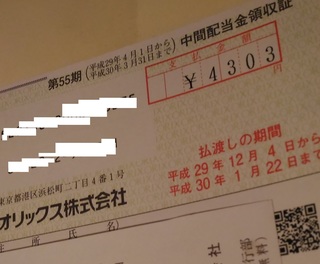 第55期(平成29年4月1日から
平成30年3月31日まで)中間配当金領収証
支払金額
¥4303
払渡しの期間
平成29年12月4日から
平成30年1月22日まで
東京都港区浜松町二丁目4番1号
オリックス株式会社
住所 氏名